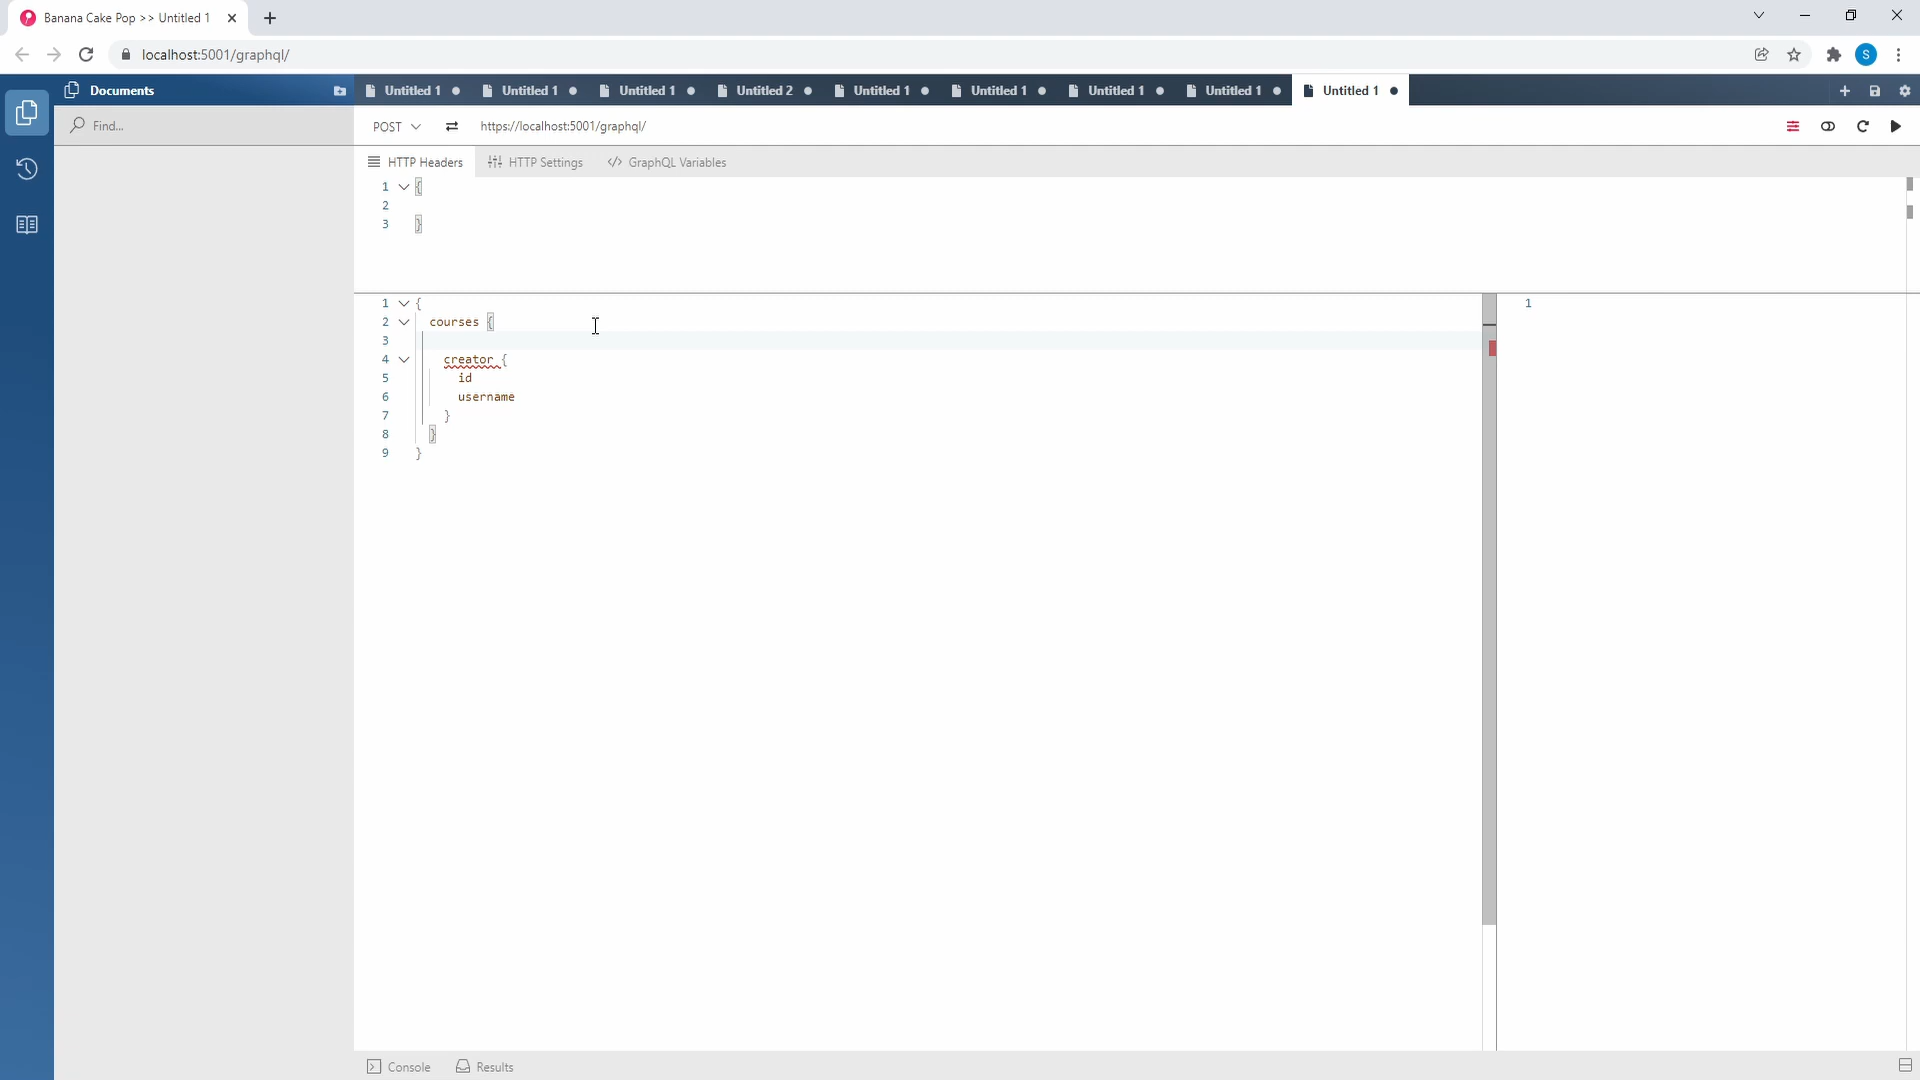 Banana Cake Pop >> Untitled 1
localhost:5001/graphql/
S
Documents
Untitled 1
Untitled 1
Untitled 1
Untitled 2
Untitled 1
Untitled 1
Untitled 1
Untitled 1
Untitled 1
Find...
POST
https://localhost:5001/graphql/
HTTP Headers
HTTP Settings
GraphQL Variables
1 {
2
3 }
1 {
2 courses {
3
4 creator {
5 id
6 username
7 }
8 }
9 }
1
Console
Results